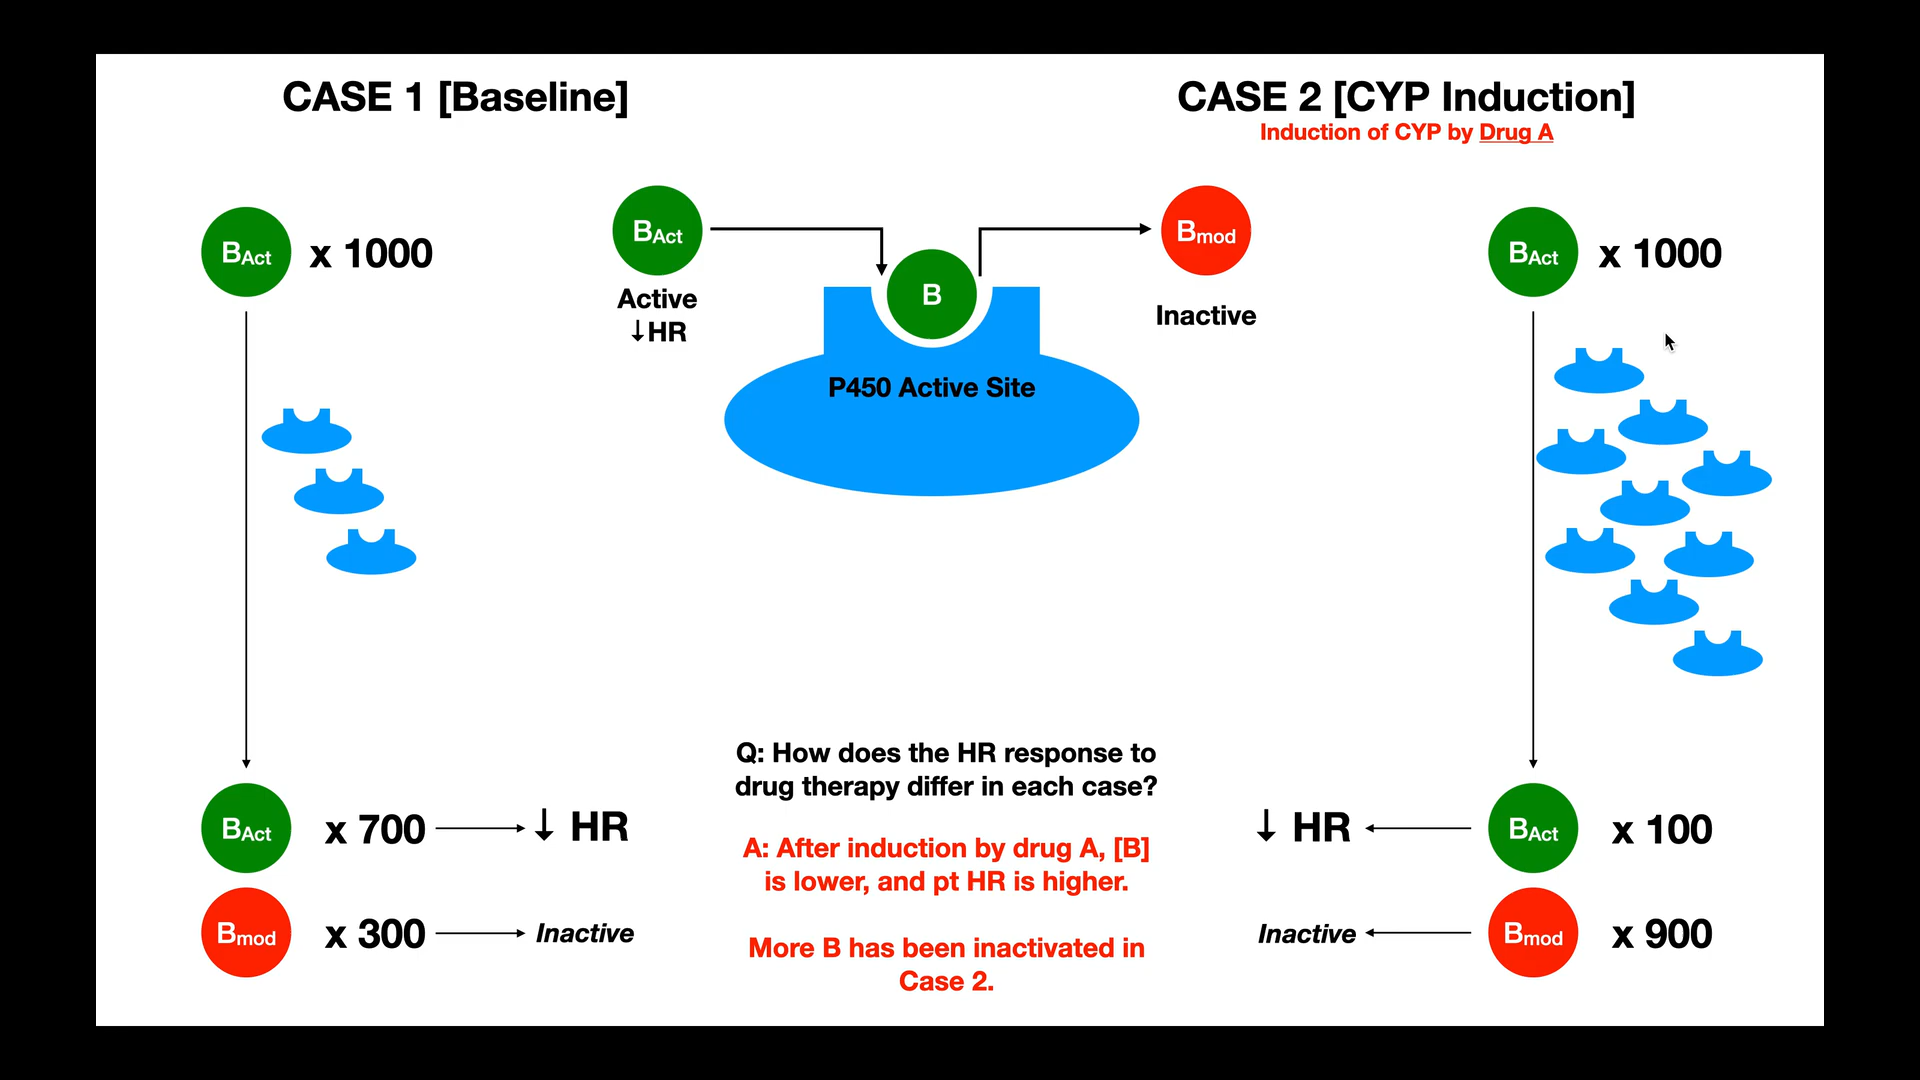 CASE 1 [Baseline]
CASE 2 [CYP Induction]
Induction of CYP by Drug A
BAct x 1000
BAct
Active
↓HR
B
P450 Active Site
Bmod
Inactive
BAct x 1000
Q: How does the HR response to
drug therapy differ in each case?
A: After induction by drug A, [B]
is lower, and pt HR is higher.
More B has been inactivated in
Case 2.
BAct x 700 ↓ HR
Bmod x 300 Inactive
↓ HR BAct x 100
Inactive Bmod x 900